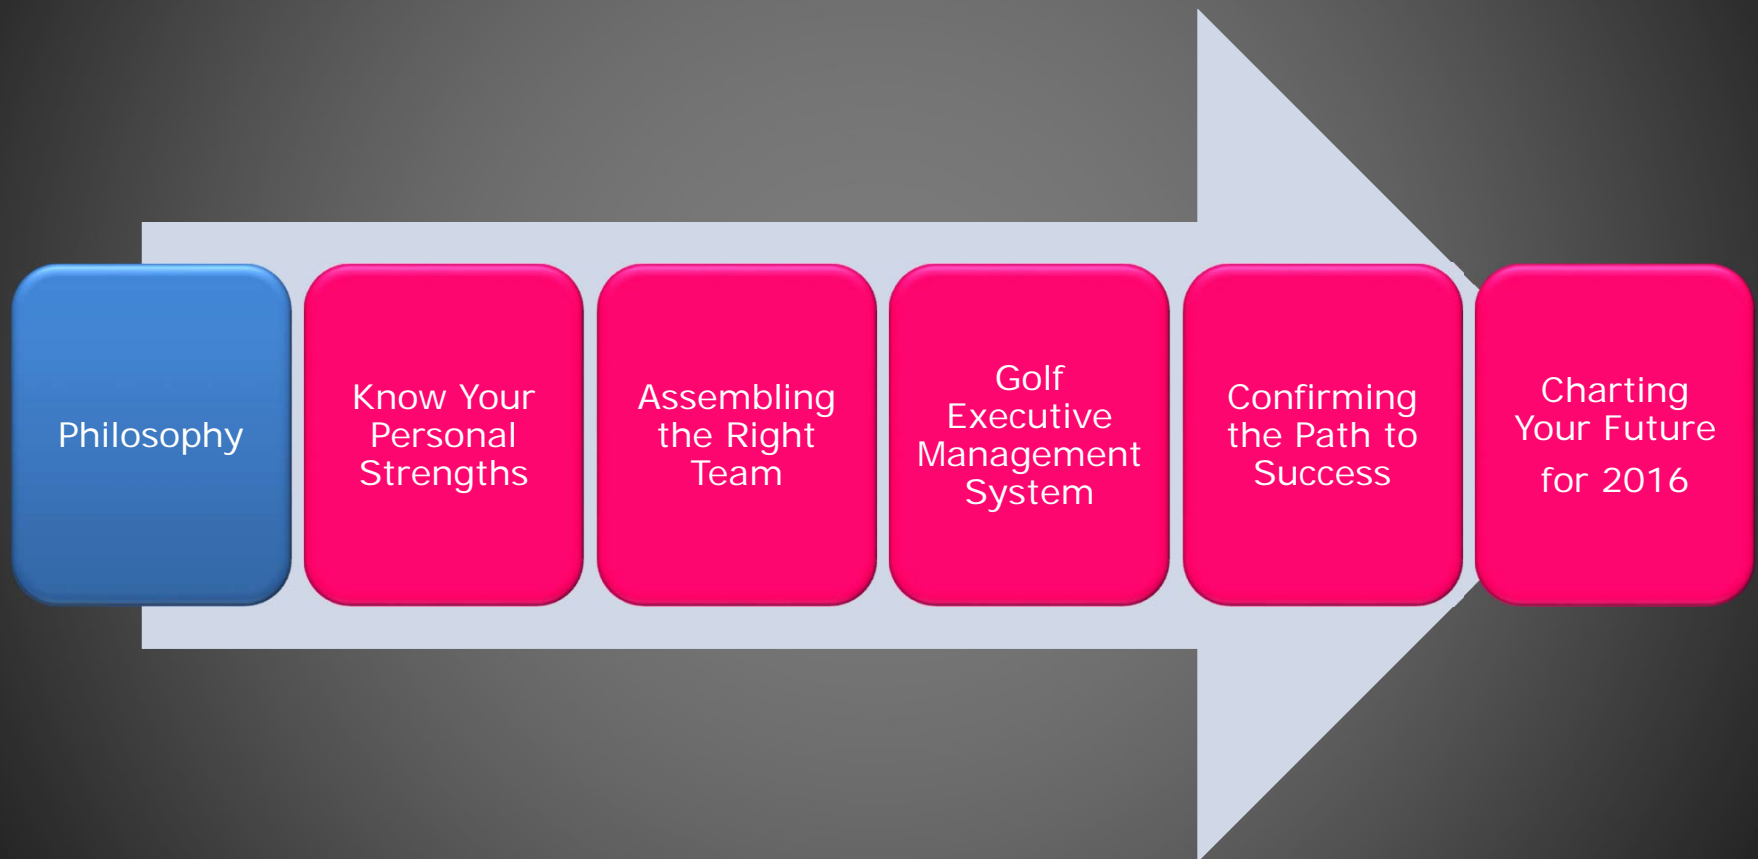 Philosophy
Know Your
Personal
Strengths
Assembling
the Right
Team
Golf
Executive
Management
System
Confirming
the Path to
Success
Charting
Your Future
for 2016